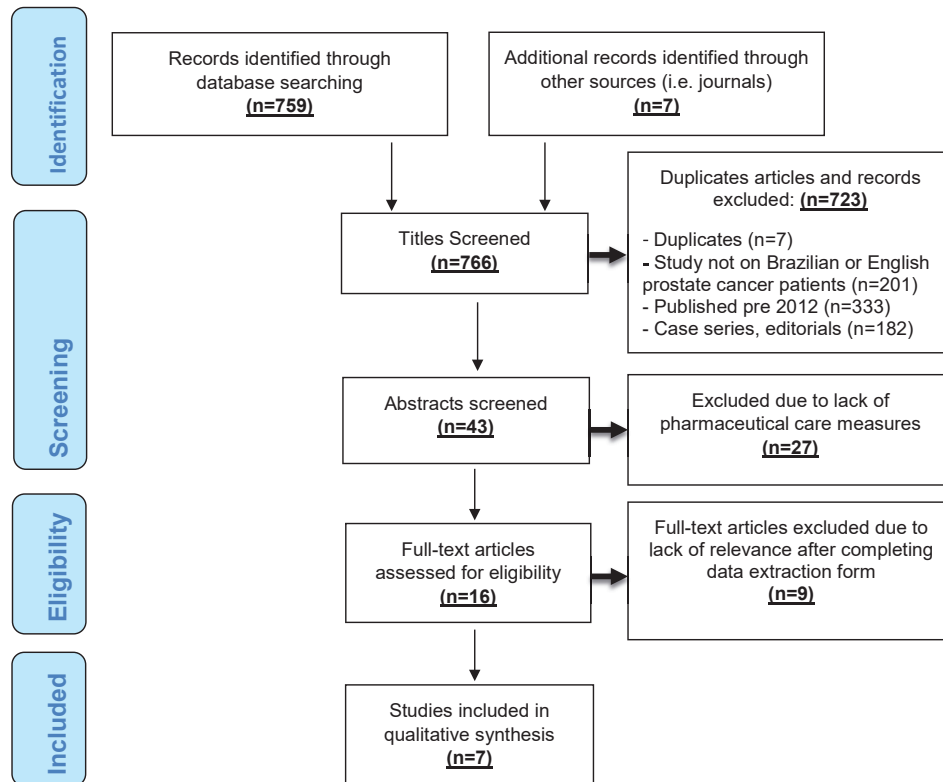 Identification
Records identified through
database searching
(n=759)
Additional records identified through
other sources (i.e. journals)
(n=7)
Screening
Titles Screened
(n=766)
Duplicates articles and records
excluded: (n=723)
- Duplicates (n=7)
- Study not on Brazilian or English
prostate cancer patients (n=201)
- Published pre 2012 (n=333)
- Case series, editorials (n=182)
Abstracts screened
(n=43)
Excluded due to lack of
pharmaceutical care measures
(n=27)
Eligibility
Full-text articles
assessed for eligibility
(n=16)
Full-text articles excluded due to
lack of relevance after completing
data extraction form
(n=9)
Included
Studies included in
qualitative synthesis
(n=7)